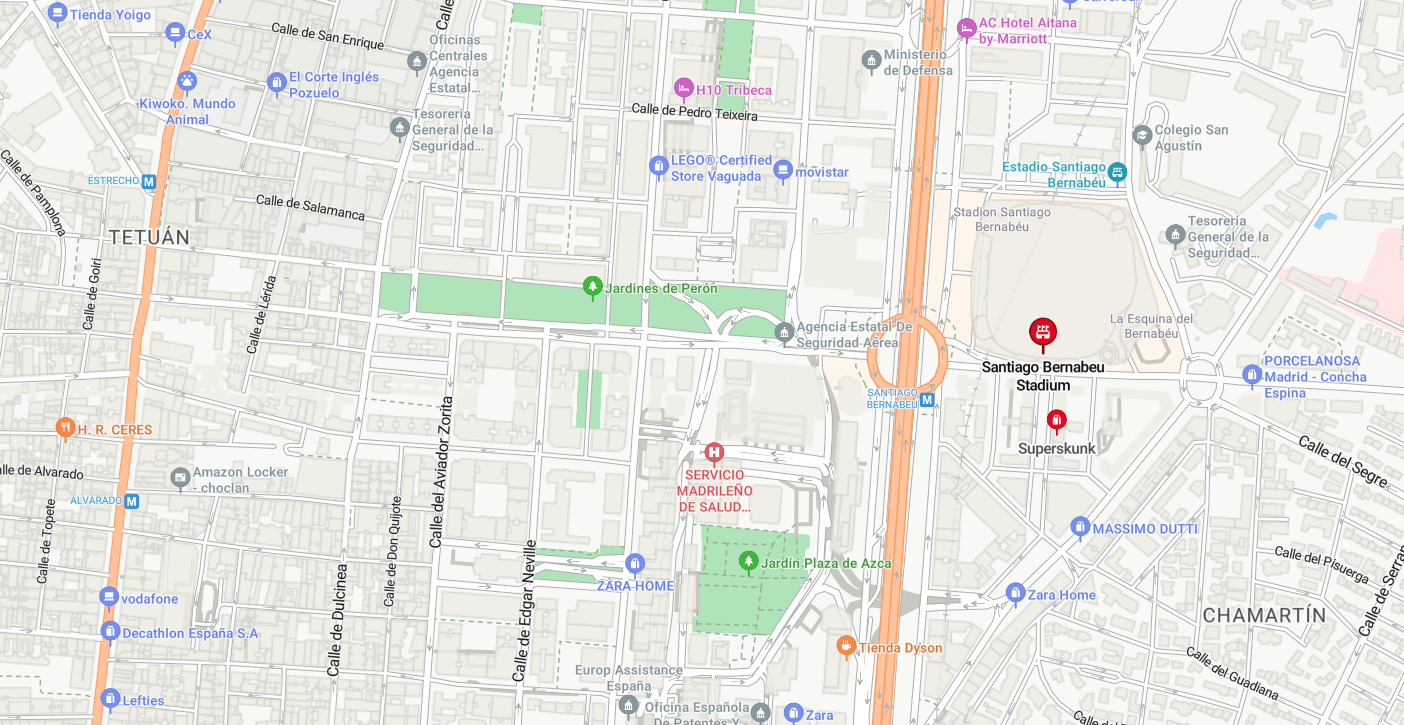 Tienda Yoigo
CeX
Calle de San Enrique
Oficinas
Centrales
Agencia
Estatal...
AC Hotel Aitana
by Marriott
Ministerio
de Defensa
El Corte Inglés
Pozuelo
Kiwoko. Mundo
Animal
H10 Tribeca
Calle de Pedro Teixeira
Tesorería
General de la
Seguridad...
Colegio San
Agustín
Calle de Pamplona
ESTRECHO
M
LEGO® Certified
Store Vaguada
movistar
Estadio Santiago
Bernabéu
Calle de Salamanca
Stadion Santiago
Bernabéu
TETUÁN
Tesorería
General de la
Seguridad...
Calle de Goiri
Calle de Lérida
Jardines de Perón
Agencia Estatal De
Seguridad Aérea
La Esquina del
Bernabéu
Santiago Bernabeu
Stadium
PORCELANOSA
Madrid - Concha
Espina
SANTIAGO
BERNABEU
M
H. R. CERES
Superskunk
Calle del Aviador Zorita
Calle del Segre
lle de Alvarado
Amazon Locker
- choclan
H
SERVICIO
MADRILEÑO
DE SALUD...
ALVARADO
M
Calle de Topete
Calle de Don Quijote
MASSIMO DUTTI
Calle de Dulcinea
Calle de Edgar Neville
Jardín Plaza de Azca
ZARA HOME
Calle del Pisuerga
Calle de Serran
vodafone
Zara Home
CHAMARTÍN
Decathlon España S.A
Tienda Dyson
Calle del Guadiana
Europ Assistance
España
Lefties
Oficina Española
De Patentes Y
Zara